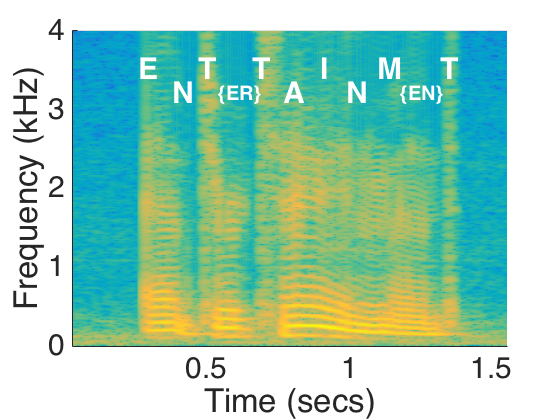 4
3
2
1
0
Frequency (kHz)
E T T I M T
N {ER} A N {EN}
0.5 1 1.5
Time (secs)